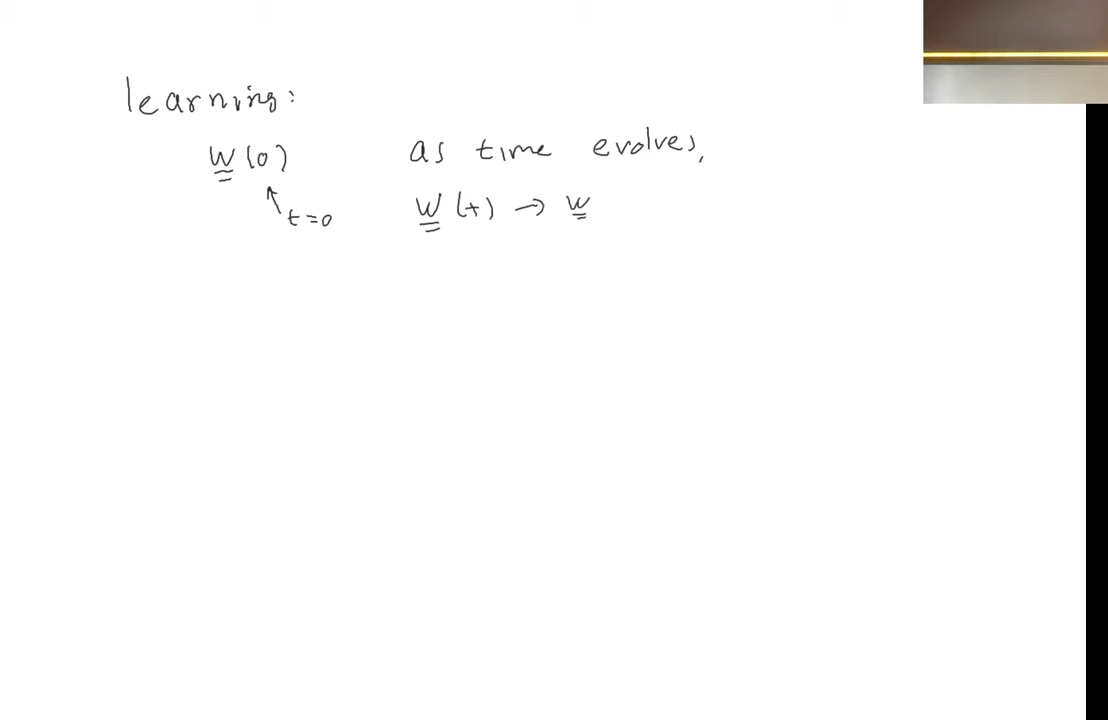 learning:
w(0) as time evolves,
t=0 w(t) → w